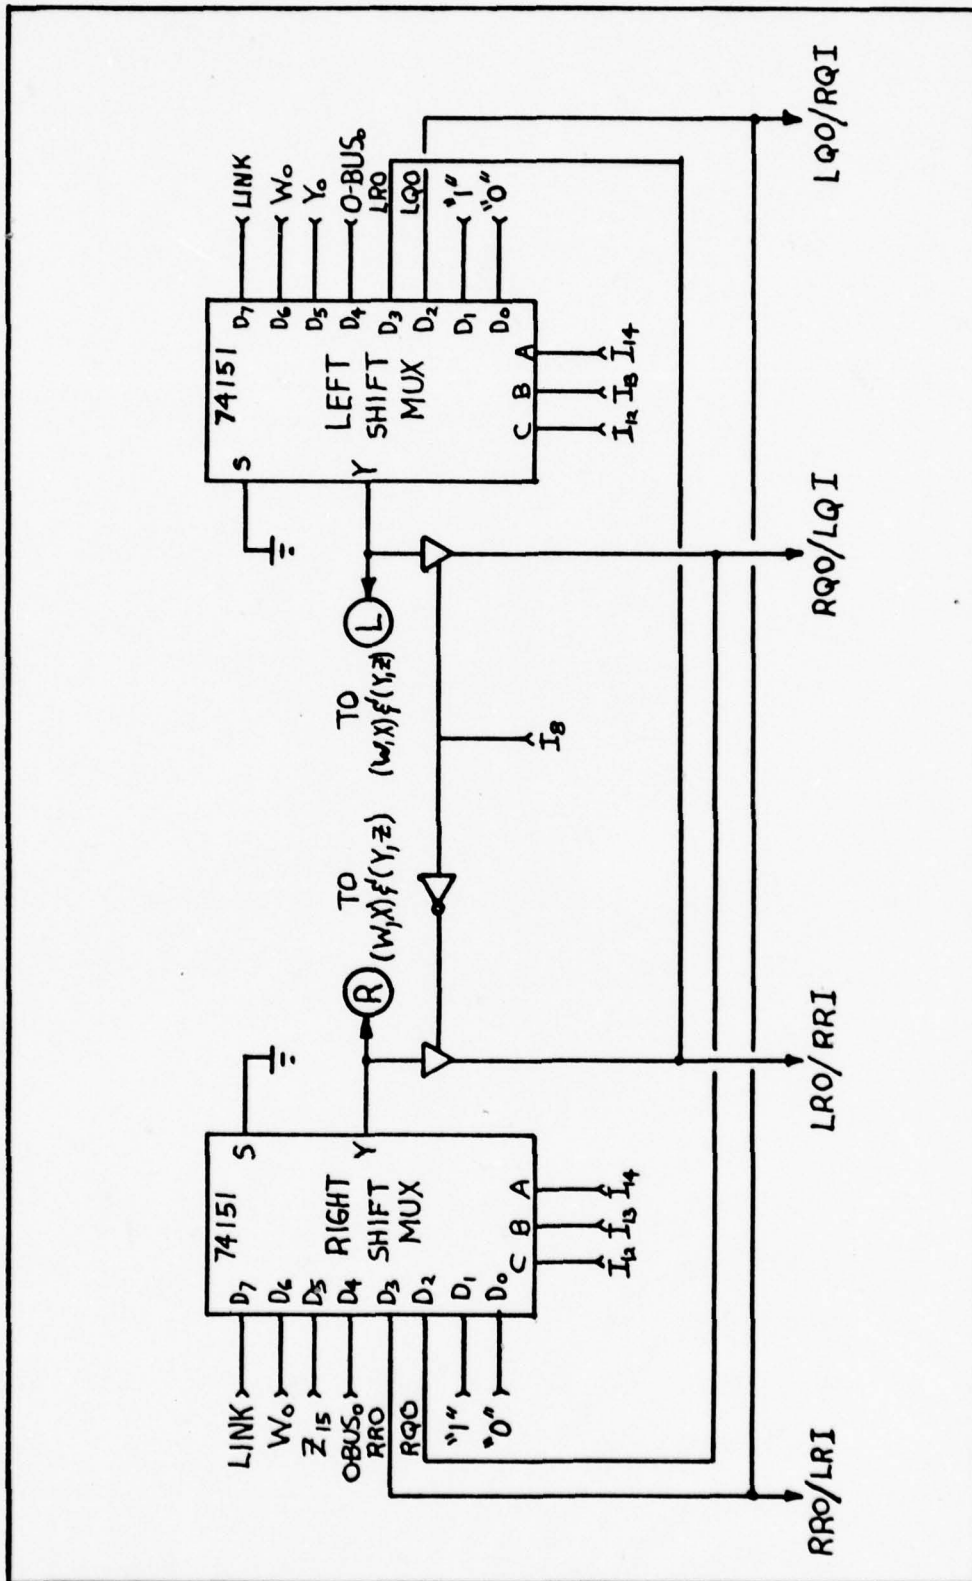 LINK
W₀
Z₁₅
OBUS₀
RRO
RQO
"1"
"0"
74151
D₇
D₆
D₅
D₄
D₃
D₂
D₁
D₀
S
Y
RIGHT
SHIFT
MUX
C B A
I₁₂ I₁₃ I₁₄
R
TO
(W,X) & (Y,Z)
I₈
L
TO
(W,X) & (Y,Z)
74151
S
Y
LEFT
SHIFT
MUX
D₇
D₆
D₅
D₄
D₃
D₂
D₁
D₀
C B A
I₁₂ I₁₃ I₁₄
LINK
W₀
Y₀
O-BUS₀
LRO
LQO
"1"
"0"
RRO/LRI
LRO/RRI
RQO/LQI
LQO/RQI